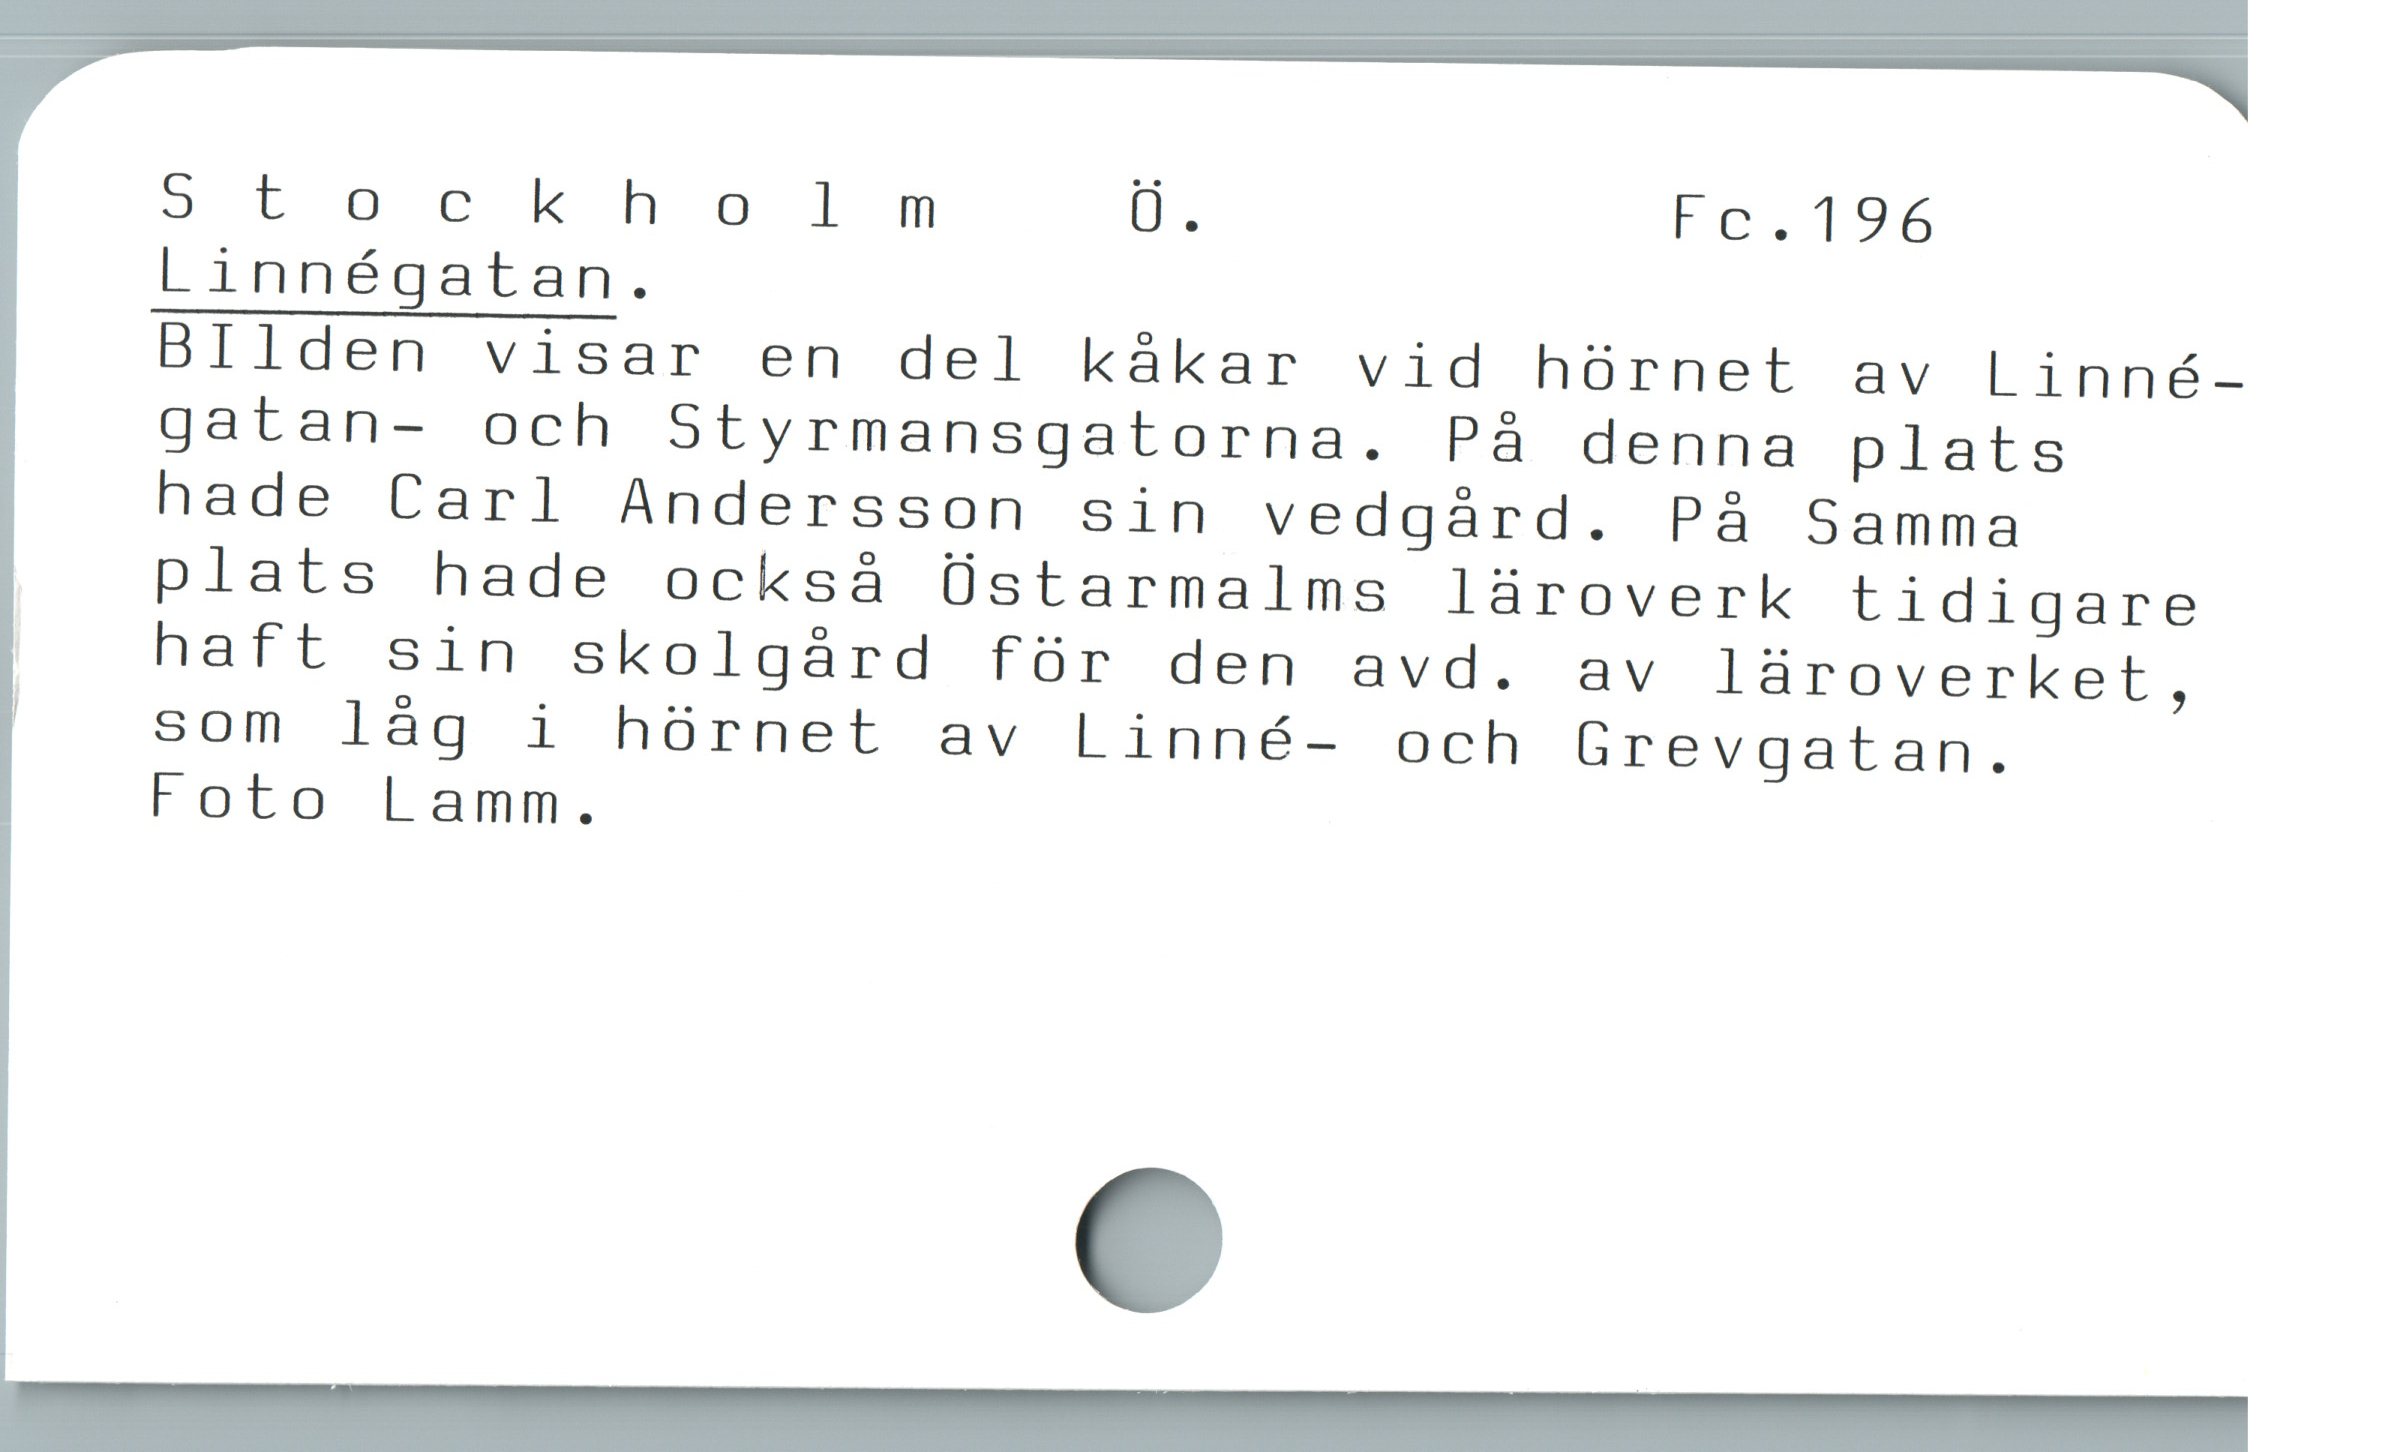 Stockholm Ö. Fc.196
Linnégatan.
BIlden visar en del kåkar vid hörnet av Linné-
gatan- och Styrmansgatorna. På denna plats
hade Carl Andersson sin vedgård. På Samma
plats hade också Östarmalms läroverk tidigare
haft sin skolgård för den avd. av läroverket,
som låg i hörnet av Linné- och Grevgatan.
Foto Lamm.